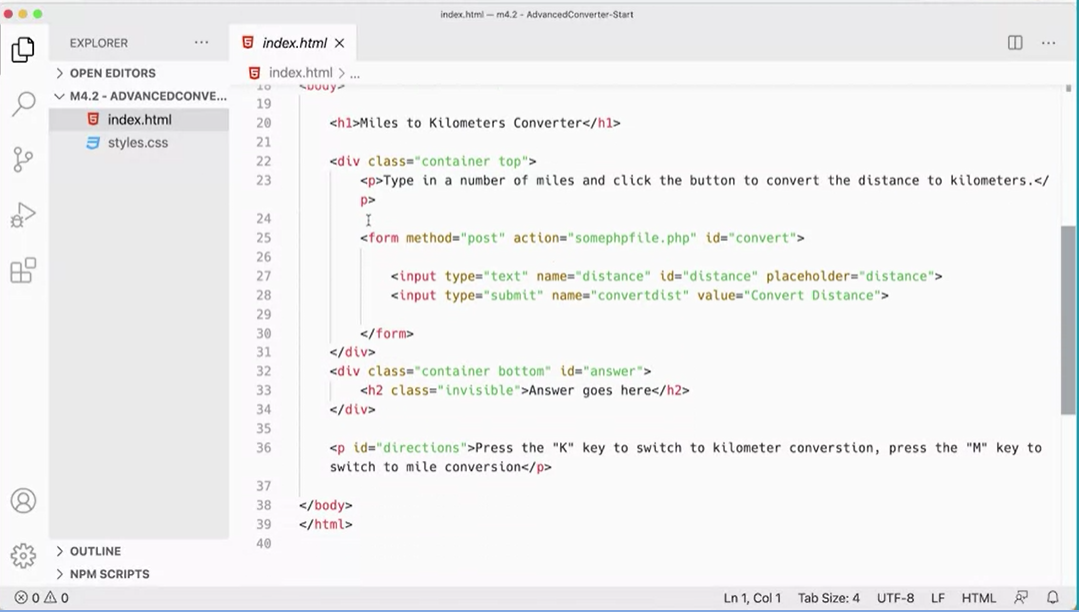 index.html — m4.2 - AdvancedConverter-Start
EXPLORER
OPEN EDITORS
M4.2 - ADVANCEDCONVE...
index.html
styles.css
OUTLINE
NPM SCRIPTS
index.html
index.html > ...
18 <body>
19
20 <h1>Miles to Kilometers Converter</h1>
21
22 <div class="container top">
23 <p>Type in a number of miles and click the button to convert the distance to kilometers.</
p>
24
25 <form method="post" action="somephpfile.php" id="convert">
26
27 <input type="text" name="distance" id="distance" placeholder="distance">
28 <input type="submit" name="convertdist" value="Convert Distance">
29
30 </form>
31 </div>
32 <div class="container bottom" id="answer">
33 <h2 class="invisible">Answer goes here</h2>
34 </div>
35
36 <p id="directions">Press the "K" key to switch to kilometer converstion, press the "M" key to
switch to mile conversion</p>
37
38 </body>
39 </html>
40
0 0
Ln 1, Col 1 Tab Size: 4 UTF-8 LF HTML